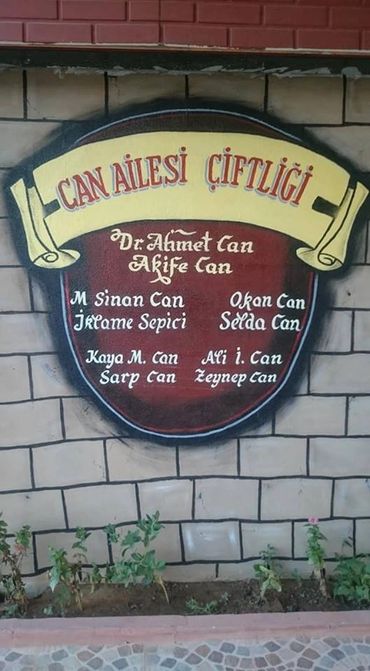 CAN AİLESİ ÇİFTLİĞİ
Dr. Ahmet Can
Akife Can
M Sinan Can Okan Can
İklame Sepici Selda Can
Kaya M. Can Ali İ. Can
Sarp Can Zeynep Can